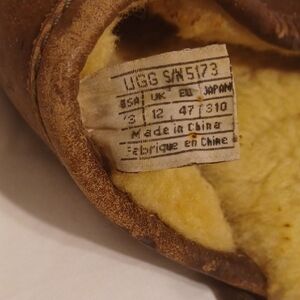 UGG S/N 5173
USA UK EU JAPAN
13 12 47 310
Made in China
Fabriqué en Chine